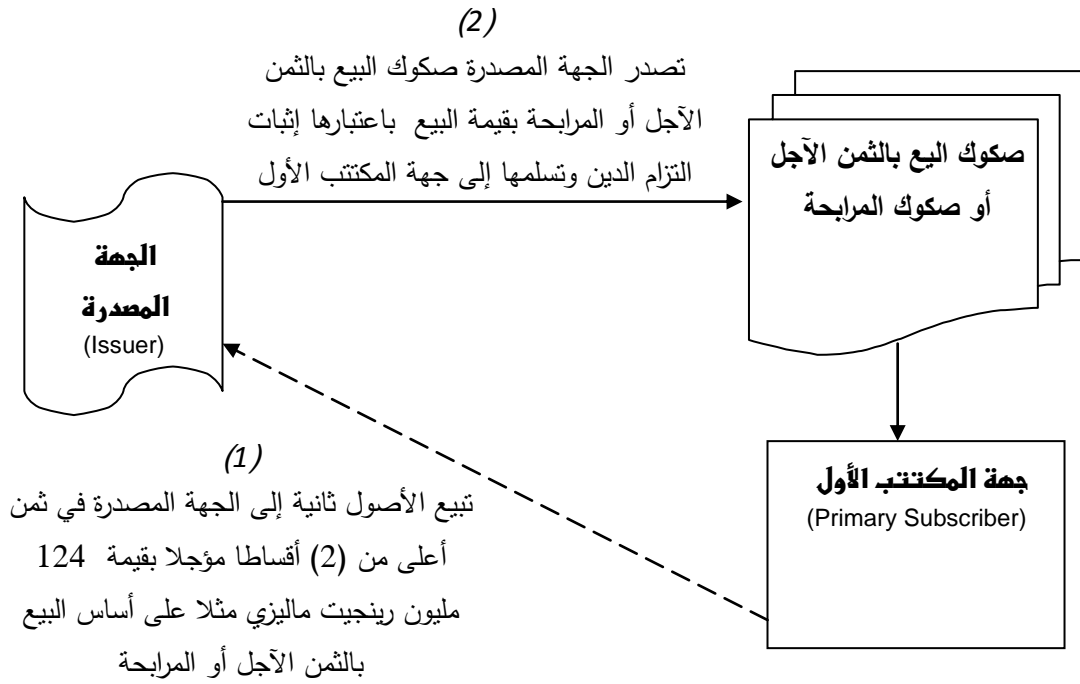 (2)
تصدر الجهة المصدرة صكوك البيع بالثمن
الآجل أو المرابحة بقيمة البيع باعتبارها إثبات
التزام الدين وتسلمها إلى جهة المكتتب الأول
صكوك اليع بالثمن الآجل
أو صكوك المرابحة
الجهة
المصدرة
(Issuer)
جهة المكتتب الأول
(Primary Subscriber)
(1)
تبيع الأصول ثانية إلى الجهة المصدرة في ثمن
أعلى من (2) أقساطا مؤجلا بقيمة 124
مليون رينجيت ماليزي مثلا على أساس البيع
بالثمن الآجل أو المرابحة